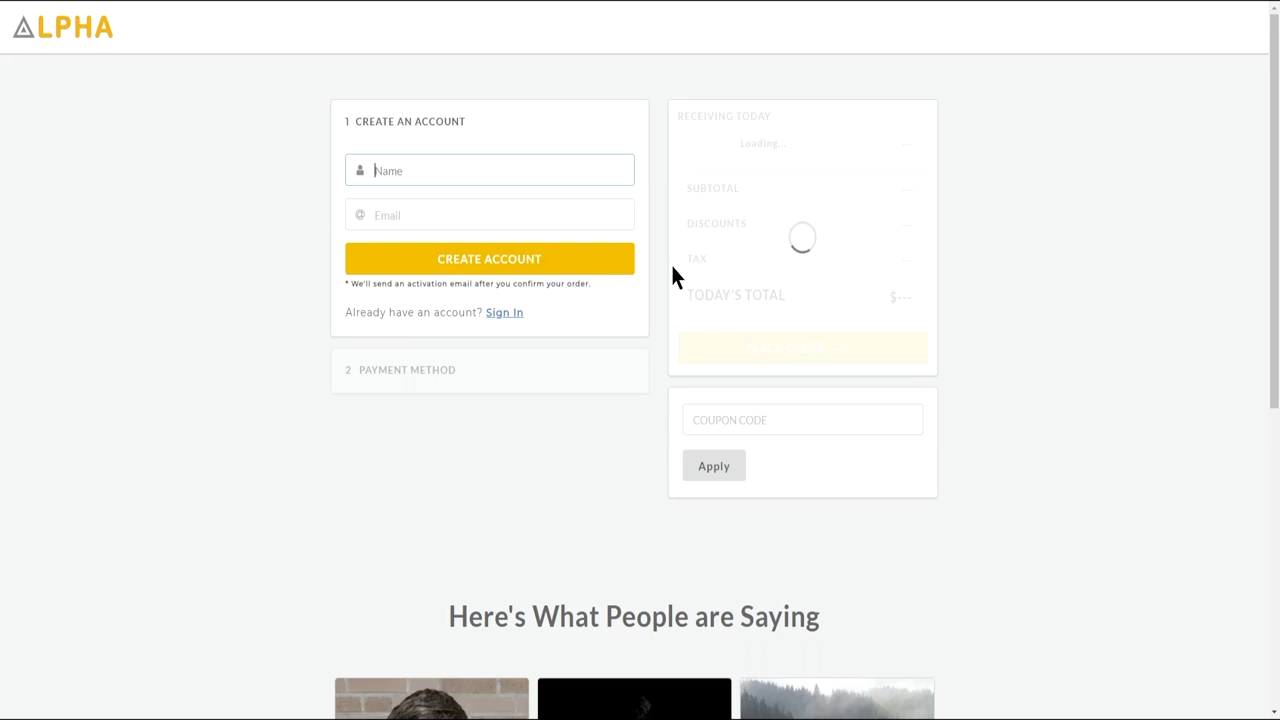 ALPHA
1 CREATE AN ACCOUNT
Name
@ Email
CREATE ACCOUNT
* We'll send an activation email after you confirm your order.
Already have an account? Sign In
2 PAYMENT METHOD
RECEIVING TODAY
Loading... ---
SUBTOTAL ---
DISCOUNTS ---
TAX ---
TODAY'S TOTAL $---
PLACE ORDER
COUPON CODE
Apply
Here's What People are Saying